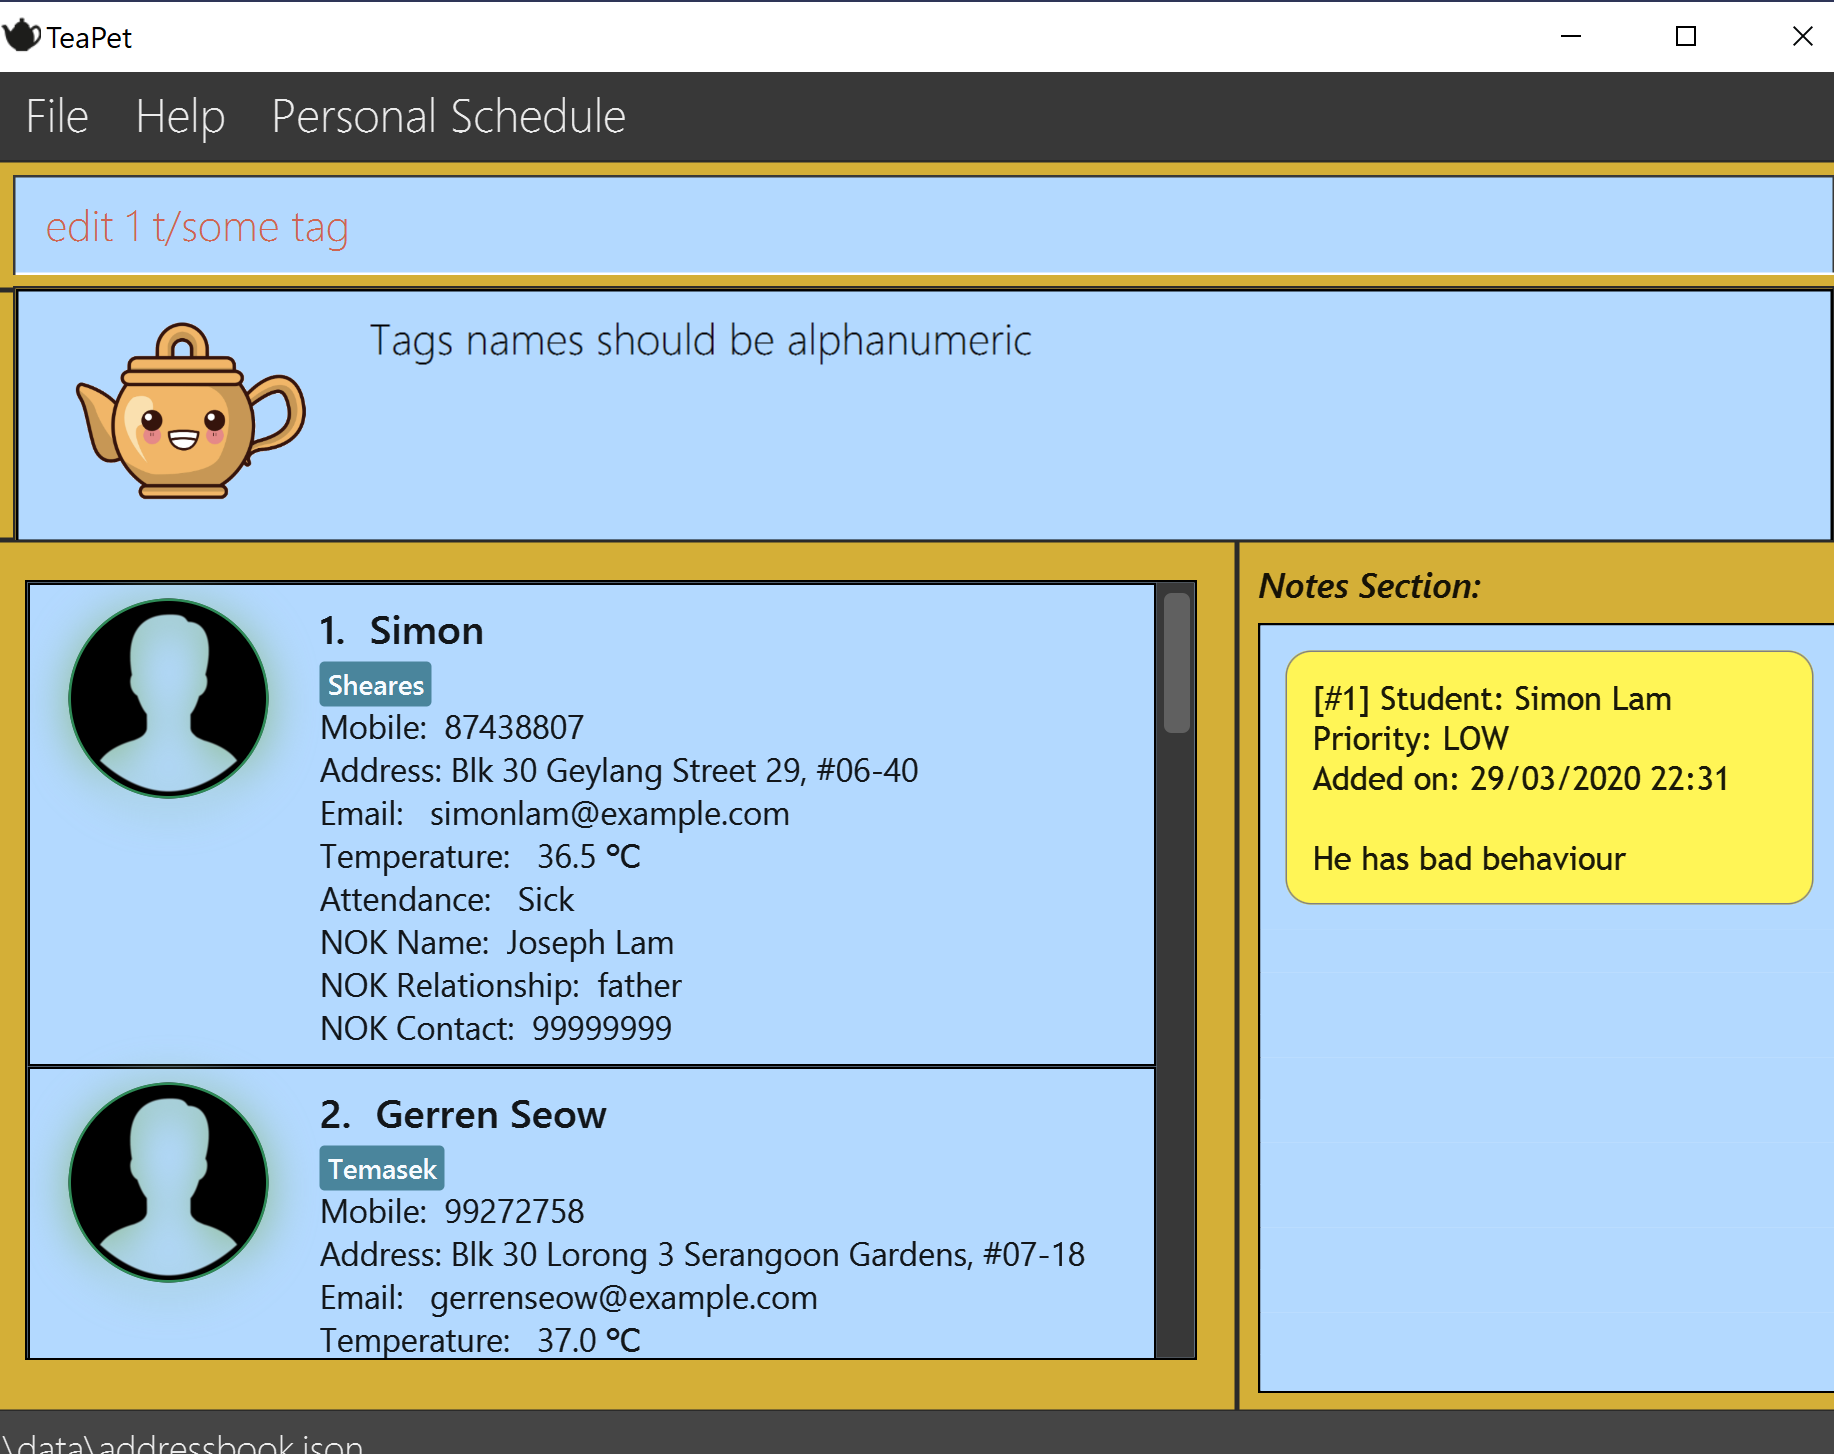 TeaPet
File Help Personal Schedule
edit 1 t/some tag
Tags names should be alphanumeric
1. Simon
Sheares
Mobile: 87438807
Address: Blk 30 Geylang Street 29, #06-40
Email: simonlam@example.com
Temperature: 36.5 ℃
Attendance: Sick
NOK Name: Joseph Lam
NOK Relationship: father
NOK Contact: 99999999
2. Gerren Seow
Temasek
Mobile: 99272758
Address: Blk 30 Lorong 3 Serangoon Gardens, #07-18
Email: gerrenseow@example.com
Temperature: 37.0 ℃
Notes Section:
[#1] Student: Simon Lam
Priority: LOW
Added on: 29/03/2020 22:31
He has bad behaviour
\data\addressbook.json